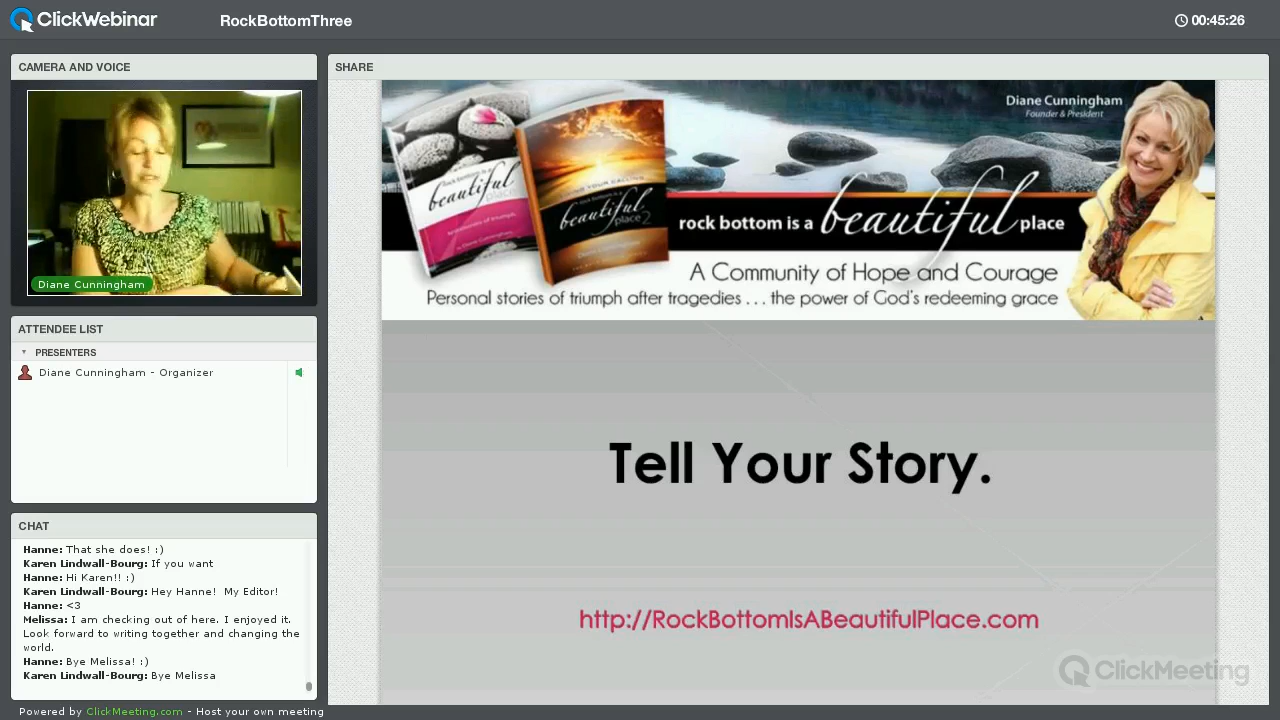 ClickWebinar
RockBottomThree
00:45:26
CAMERA AND VOICE
Diane Cunningham
ATTENDEE LIST
PRESENTERS
Diane Cunningham - Organizer
CHAT
Hanne: That she does! :)
Karen Lindwall-Bourg: If you want
Hanne: Hi Karen!! :)
Karen Lindwall-Bourg: Hey Hanne! My Editor!
Hanne: <3
Melissa: I am checking out of here. I enjoyed it.
Look forward to writing together and changing the
world.
Hanne: Bye Melissa! :)
Karen Lindwall-Bourg: Bye Melissa
Powered by ClickMeeting.com - Host your own meeting
SHARE
Diane Cunningham
Founder & President
beautiful
beautiful
place 2
rock bottom is a beautiful place
A Community of Hope and Courage
Personal stories of triumph after tragedies . . . the power of God's redeeming grace
Tell Your Story.
http://RockBottomIsABeautifulPlace.com
ClickMeeting